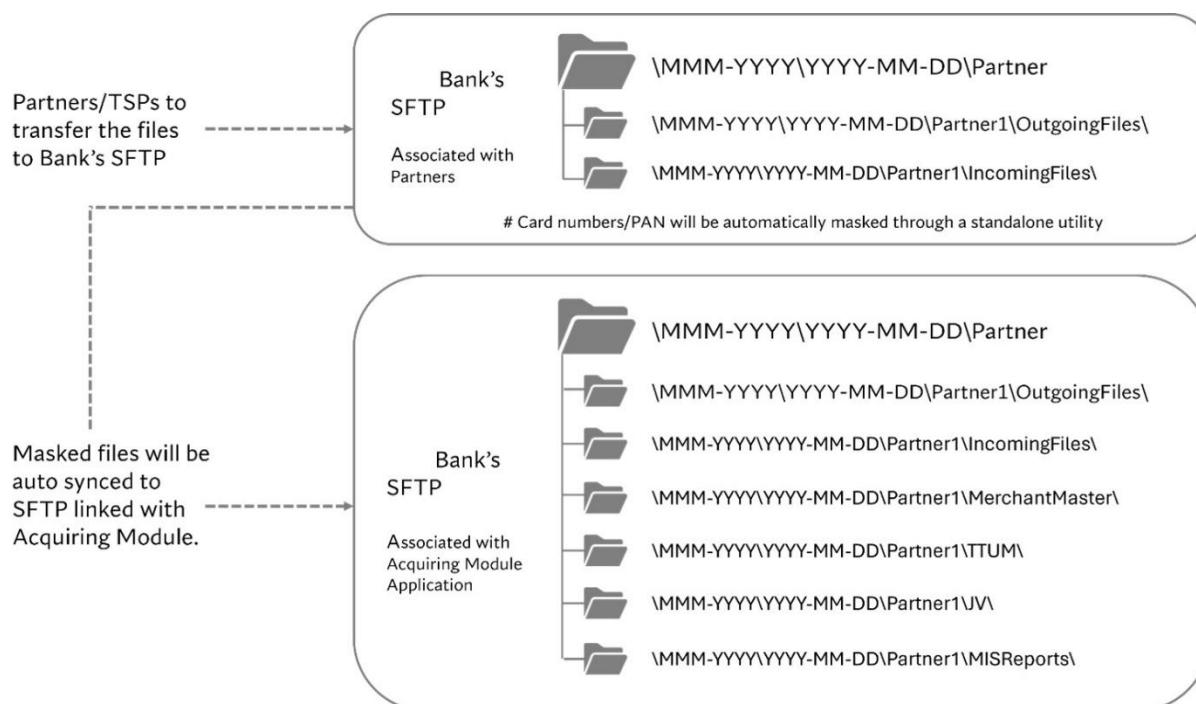 Partners/TSPs to
transfer the files
to Bank's SFTP
Bank's
SFTP
Associated with
Partners
\MMM-YYYY\YYYY-MM-DD\Partner
\MMM-YYYY\YYYY-MM-DD\Partner1\OutgoingFiles\
\MMM-YYYY\YYYY-MM-DD\Partner1\IncomingFiles\
# Card numbers/PAN will be automatically masked through a standalone utility
Masked files will be
auto synced to
SFTP linked with
Acquiring Module.
Bank's
SFTP
Associated with
Acquiring Module
Application
\MMM-YYYY\YYYY-MM-DD\Partner
\MMM-YYYY\YYYY-MM-DD\Partner1\OutgoingFiles\
\MMM-YYYY\YYYY-MM-DD\Partner1\IncomingFiles\
\MMM-YYYY\YYYY-MM-DD\Partner1\MerchantMaster\
\MMM-YYYY\YYYY-MM-DD\Partner1\TTUM\
\MMM-YYYY\YYYY-MM-DD\Partner1\JV\
\MMM-YYYY\YYYY-MM-DD\Partner1\MISReports\